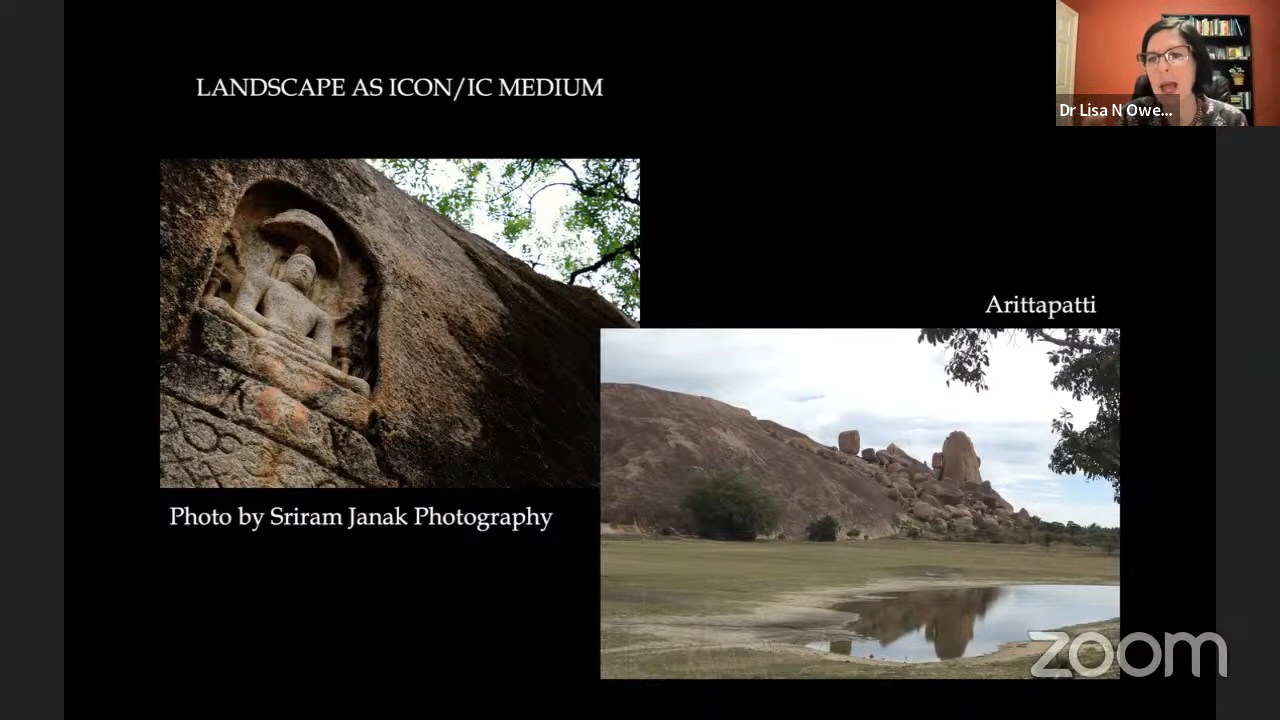 LANDSCAPE AS ICON/IC MEDIUM
Dr Lisa N Owe...
Arittapatti
Photo by Sriram Janak Photography
zoom